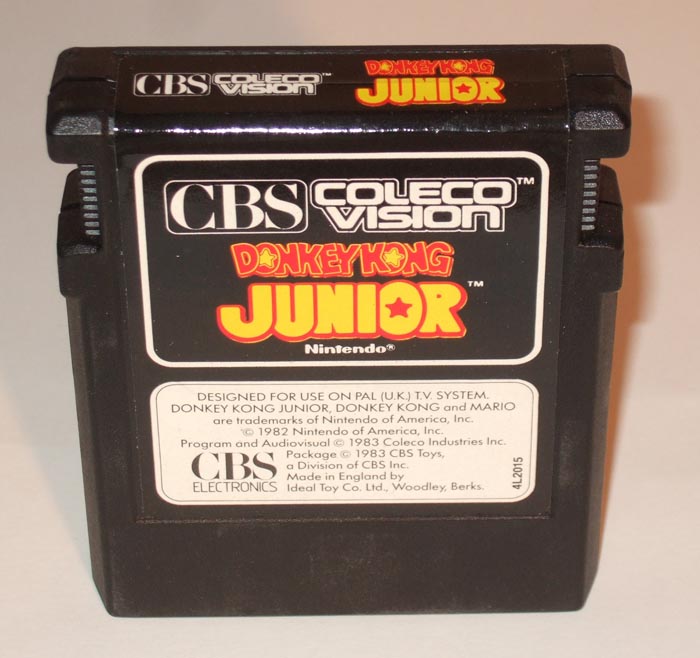 CBS COLECO VISION™ DONKEY KONG JUNIOR
CBS COLECO VISION™
DONKEY KONG
JUNIOR™
Nintendo®
DESIGNED FOR USE ON PAL (U.K.) T.V. SYSTEM.
DONKEY KONG JUNIOR, DONKEY KONG and MARIO
are trademarks of Nintendo of America, Inc.
© 1982 Nintendo of America, Inc.
Program and Audiovisual © 1983 Coleco Industries Inc.
Package © 1983 CBS Toys,
a Division of CBS Inc.
Made in England by
Ideal Toy Co. Ltd., Woodley, Berks.
CBS
ELECTRONICS
4L2015